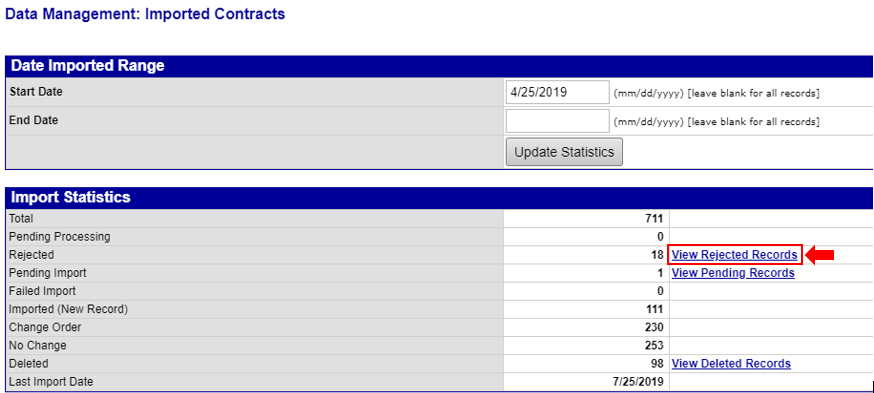 Data Management: Imported Contracts
Date Imported Range
Start Date 4/25/2019 (mm/dd/yyyy) [leave blank for all records]
End Date (mm/dd/yyyy) [leave blank for all records]
Update Statistics
Import Statistics
Total 711
Pending Processing 0
Rejected 18 View Rejected Records
Pending Import 1 View Pending Records
Failed Import 0
Imported (New Record) 111
Change Order 230
No Change 253
Deleted 98 View Deleted Records
Last Import Date 7/25/2019